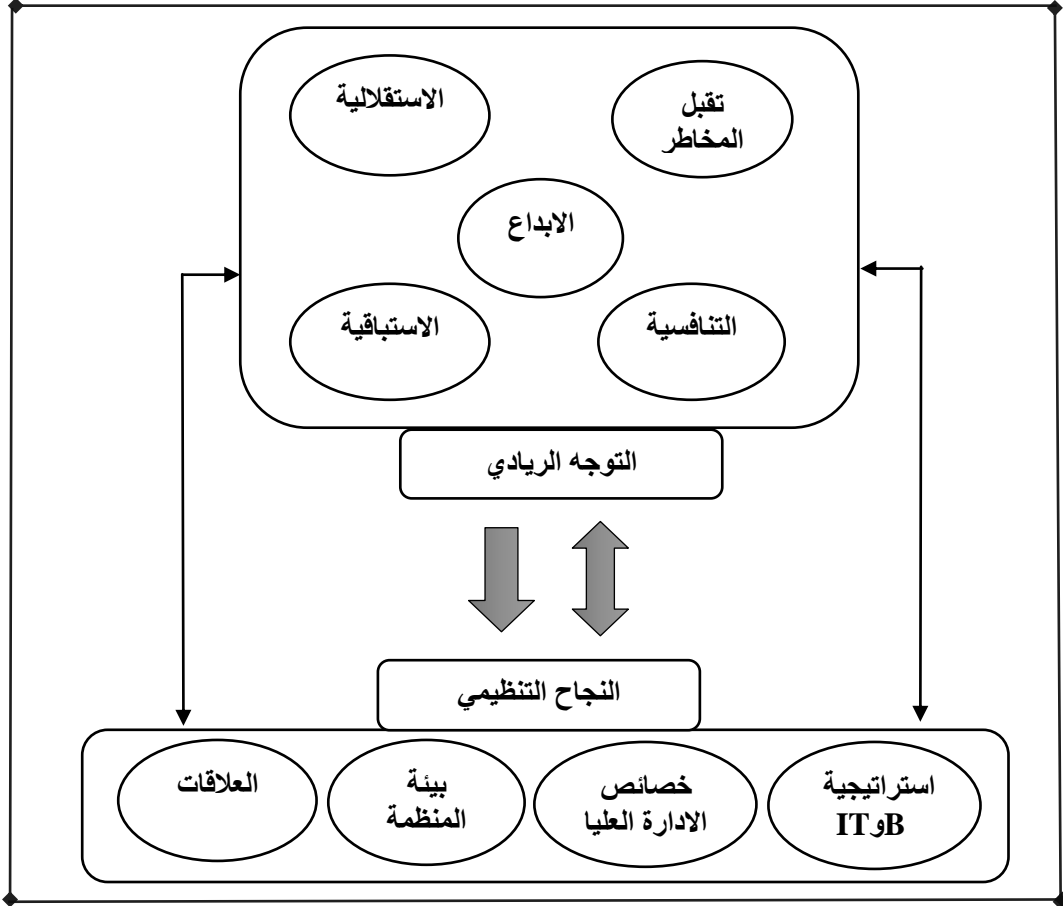 تقبل
المخاطر
الاستقلالية
الابداع
التنافسية
الاستباقية
التوجه الريادي
النجاح التنظيمي
استراتيجية
ITوB
خصائص
الادارة العليا
بيئة
المنظمة
العلاقات